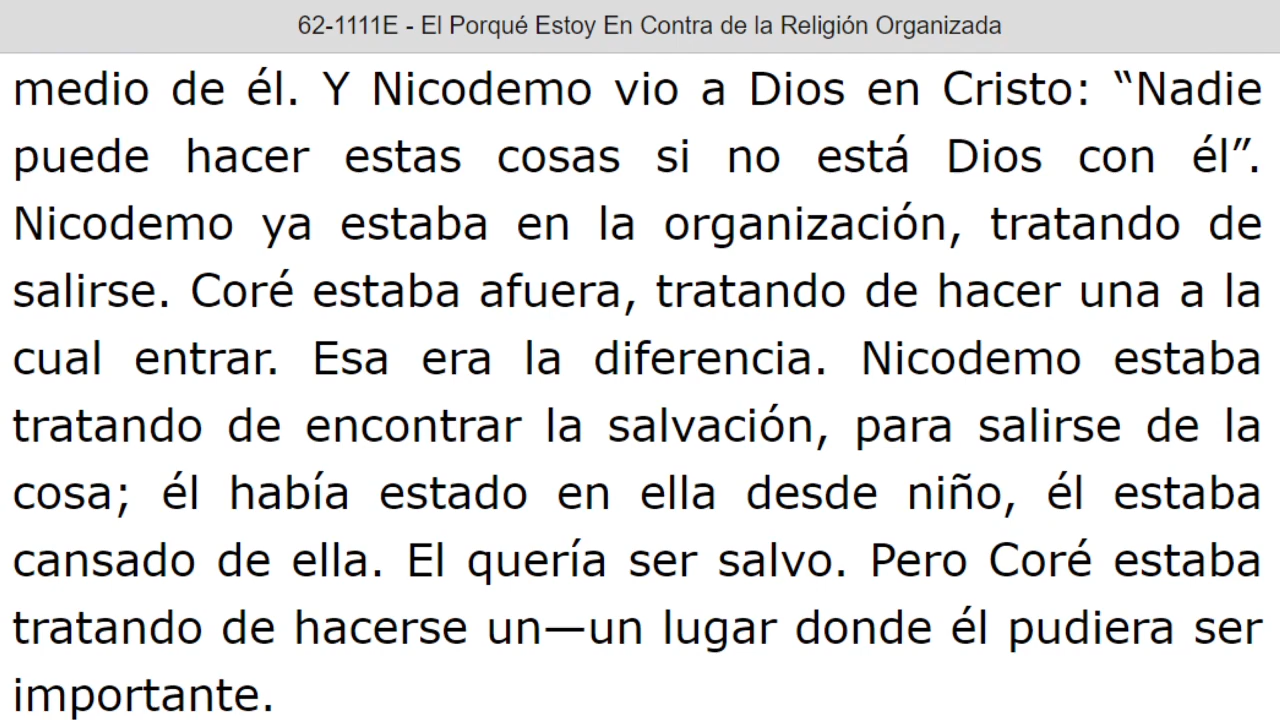 62-1111E - El Porqué Estoy En Contra de la Religión Organizada
medio de él. Y Nicodemo vio a Dios en Cristo: “Nadie
puede hacer estas cosas si no está Dios con él”.
Nicodemo ya estaba en la organización, tratando de
salirse. Coré estaba afuera, tratando de hacer una a la
cual entrar. Esa era la diferencia. Nicodemo estaba
tratando de encontrar la salvación, para salirse de la
cosa; él había estado en ella desde niño, él estaba
cansado de ella. El quería ser salvo. Pero Coré estaba
tratando de hacerse un—un lugar donde él pudiera ser
importante.